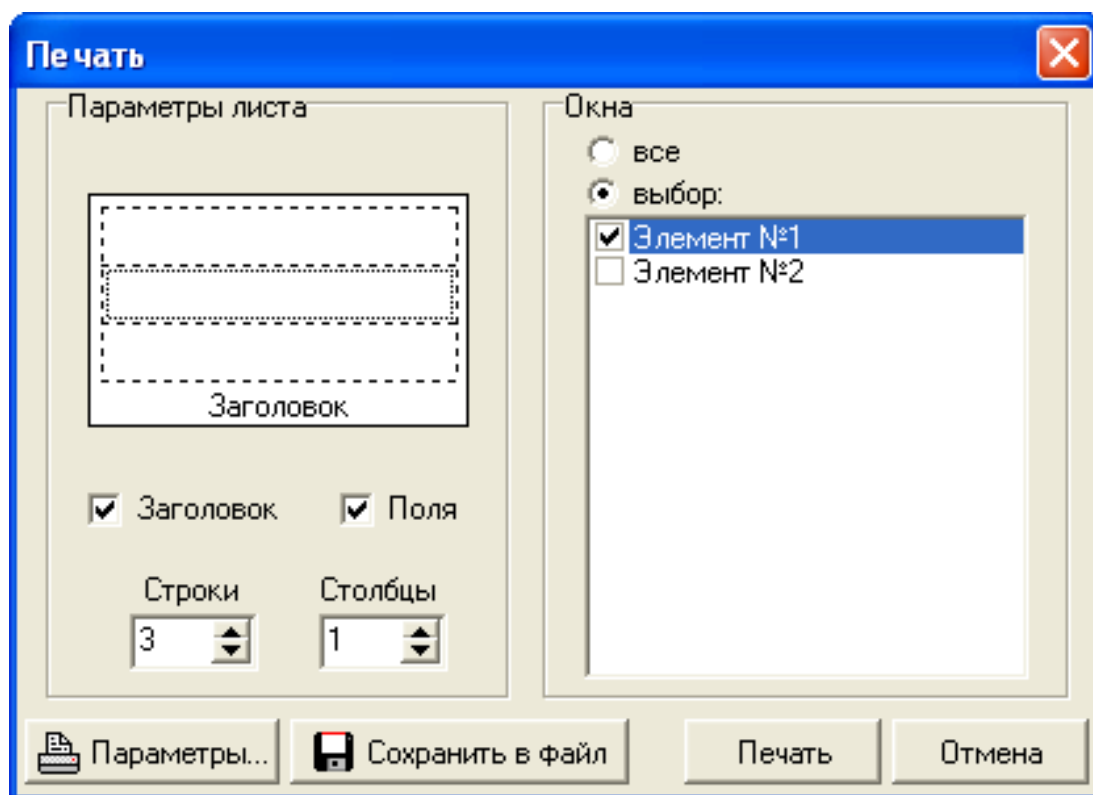 Печать
Параметры листа
Заголовок
Заголовок
Поля
Строки
Столбцы
3
1
Окна
все
выбор:
Элемент №1
Элемент №2
Параметры...
Сохранить в файл
Печать
Отмена